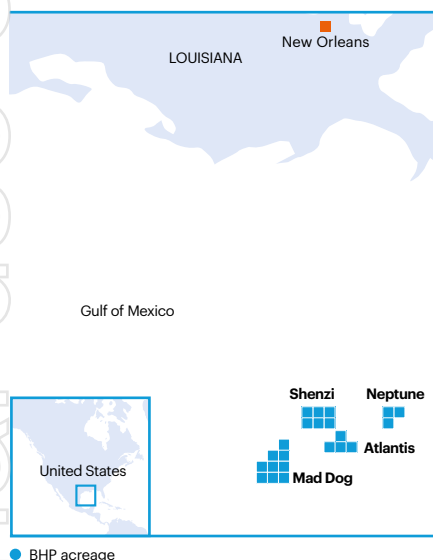 New Orleans
LOUISIANA
Gulf of Mexico
Shenzi
Neptune
Atlantis
Mad Dog
United States
BHP acreage